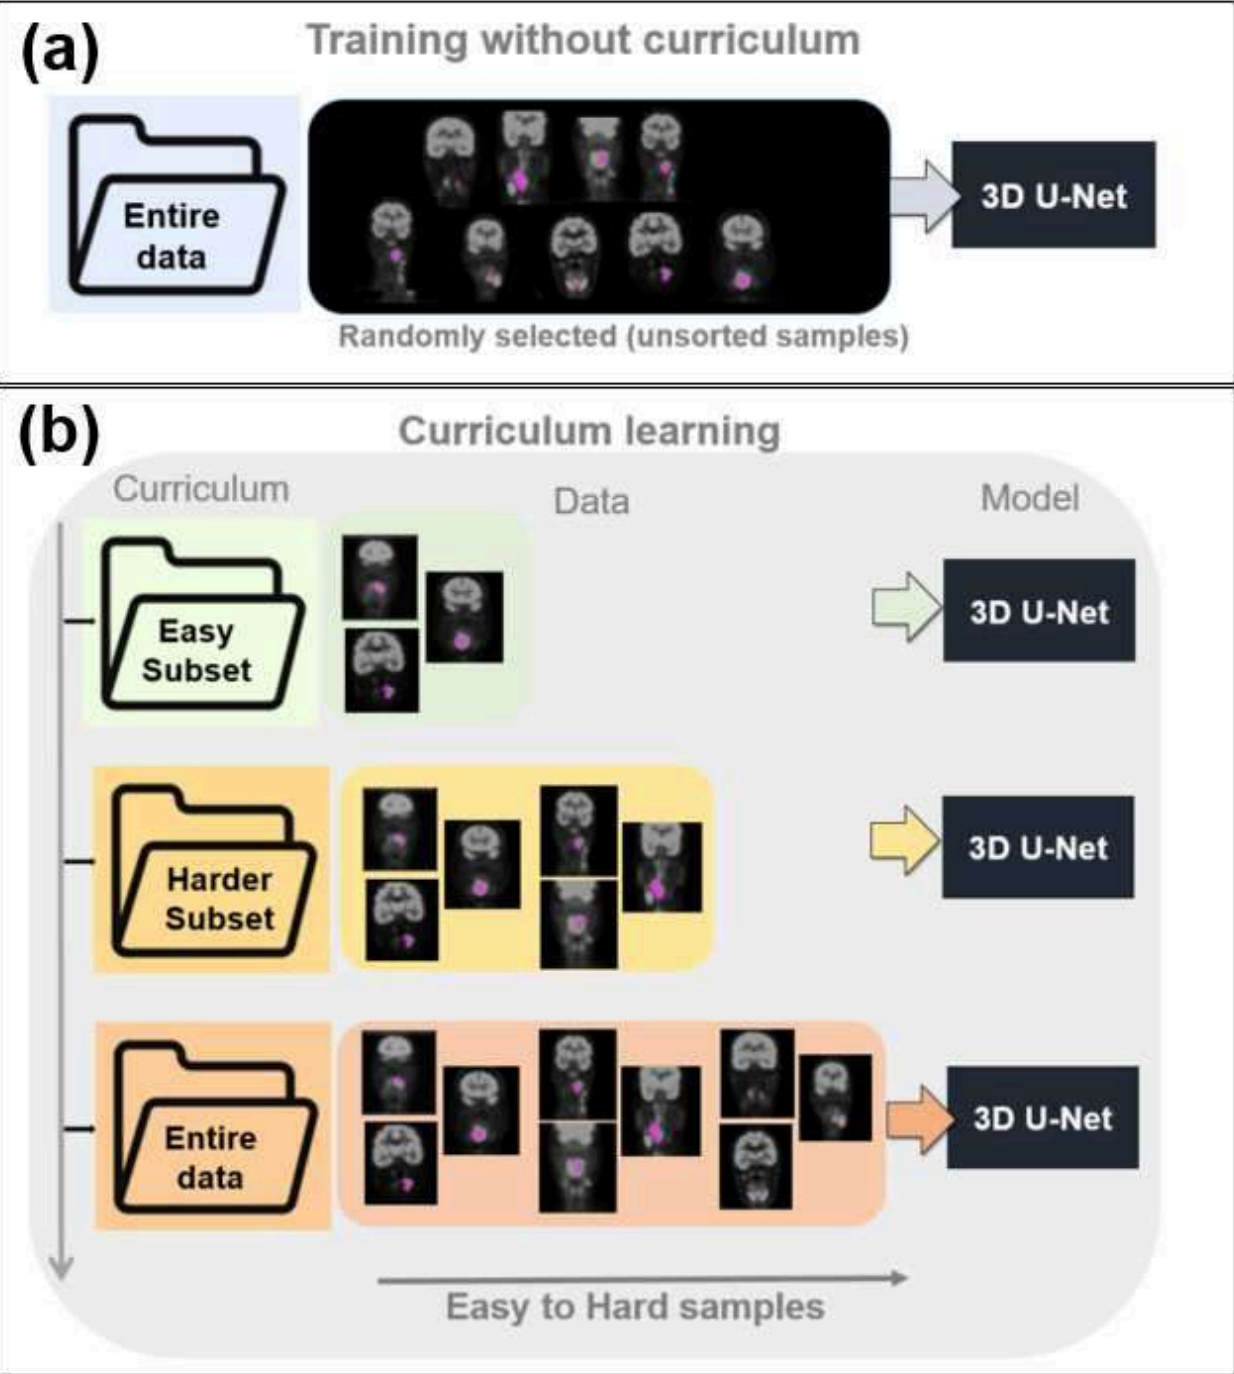 (a)
Training without curriculum
Entire
data
3D U-Net
Randomly selected (unsorted samples)
(b)
Curriculum learning
Curriculum
Data
Model
Easy
Subset
3D U-Net
Harder
Subset
3D U-Net
Entire
data
3D U-Net
Easy to Hard samples